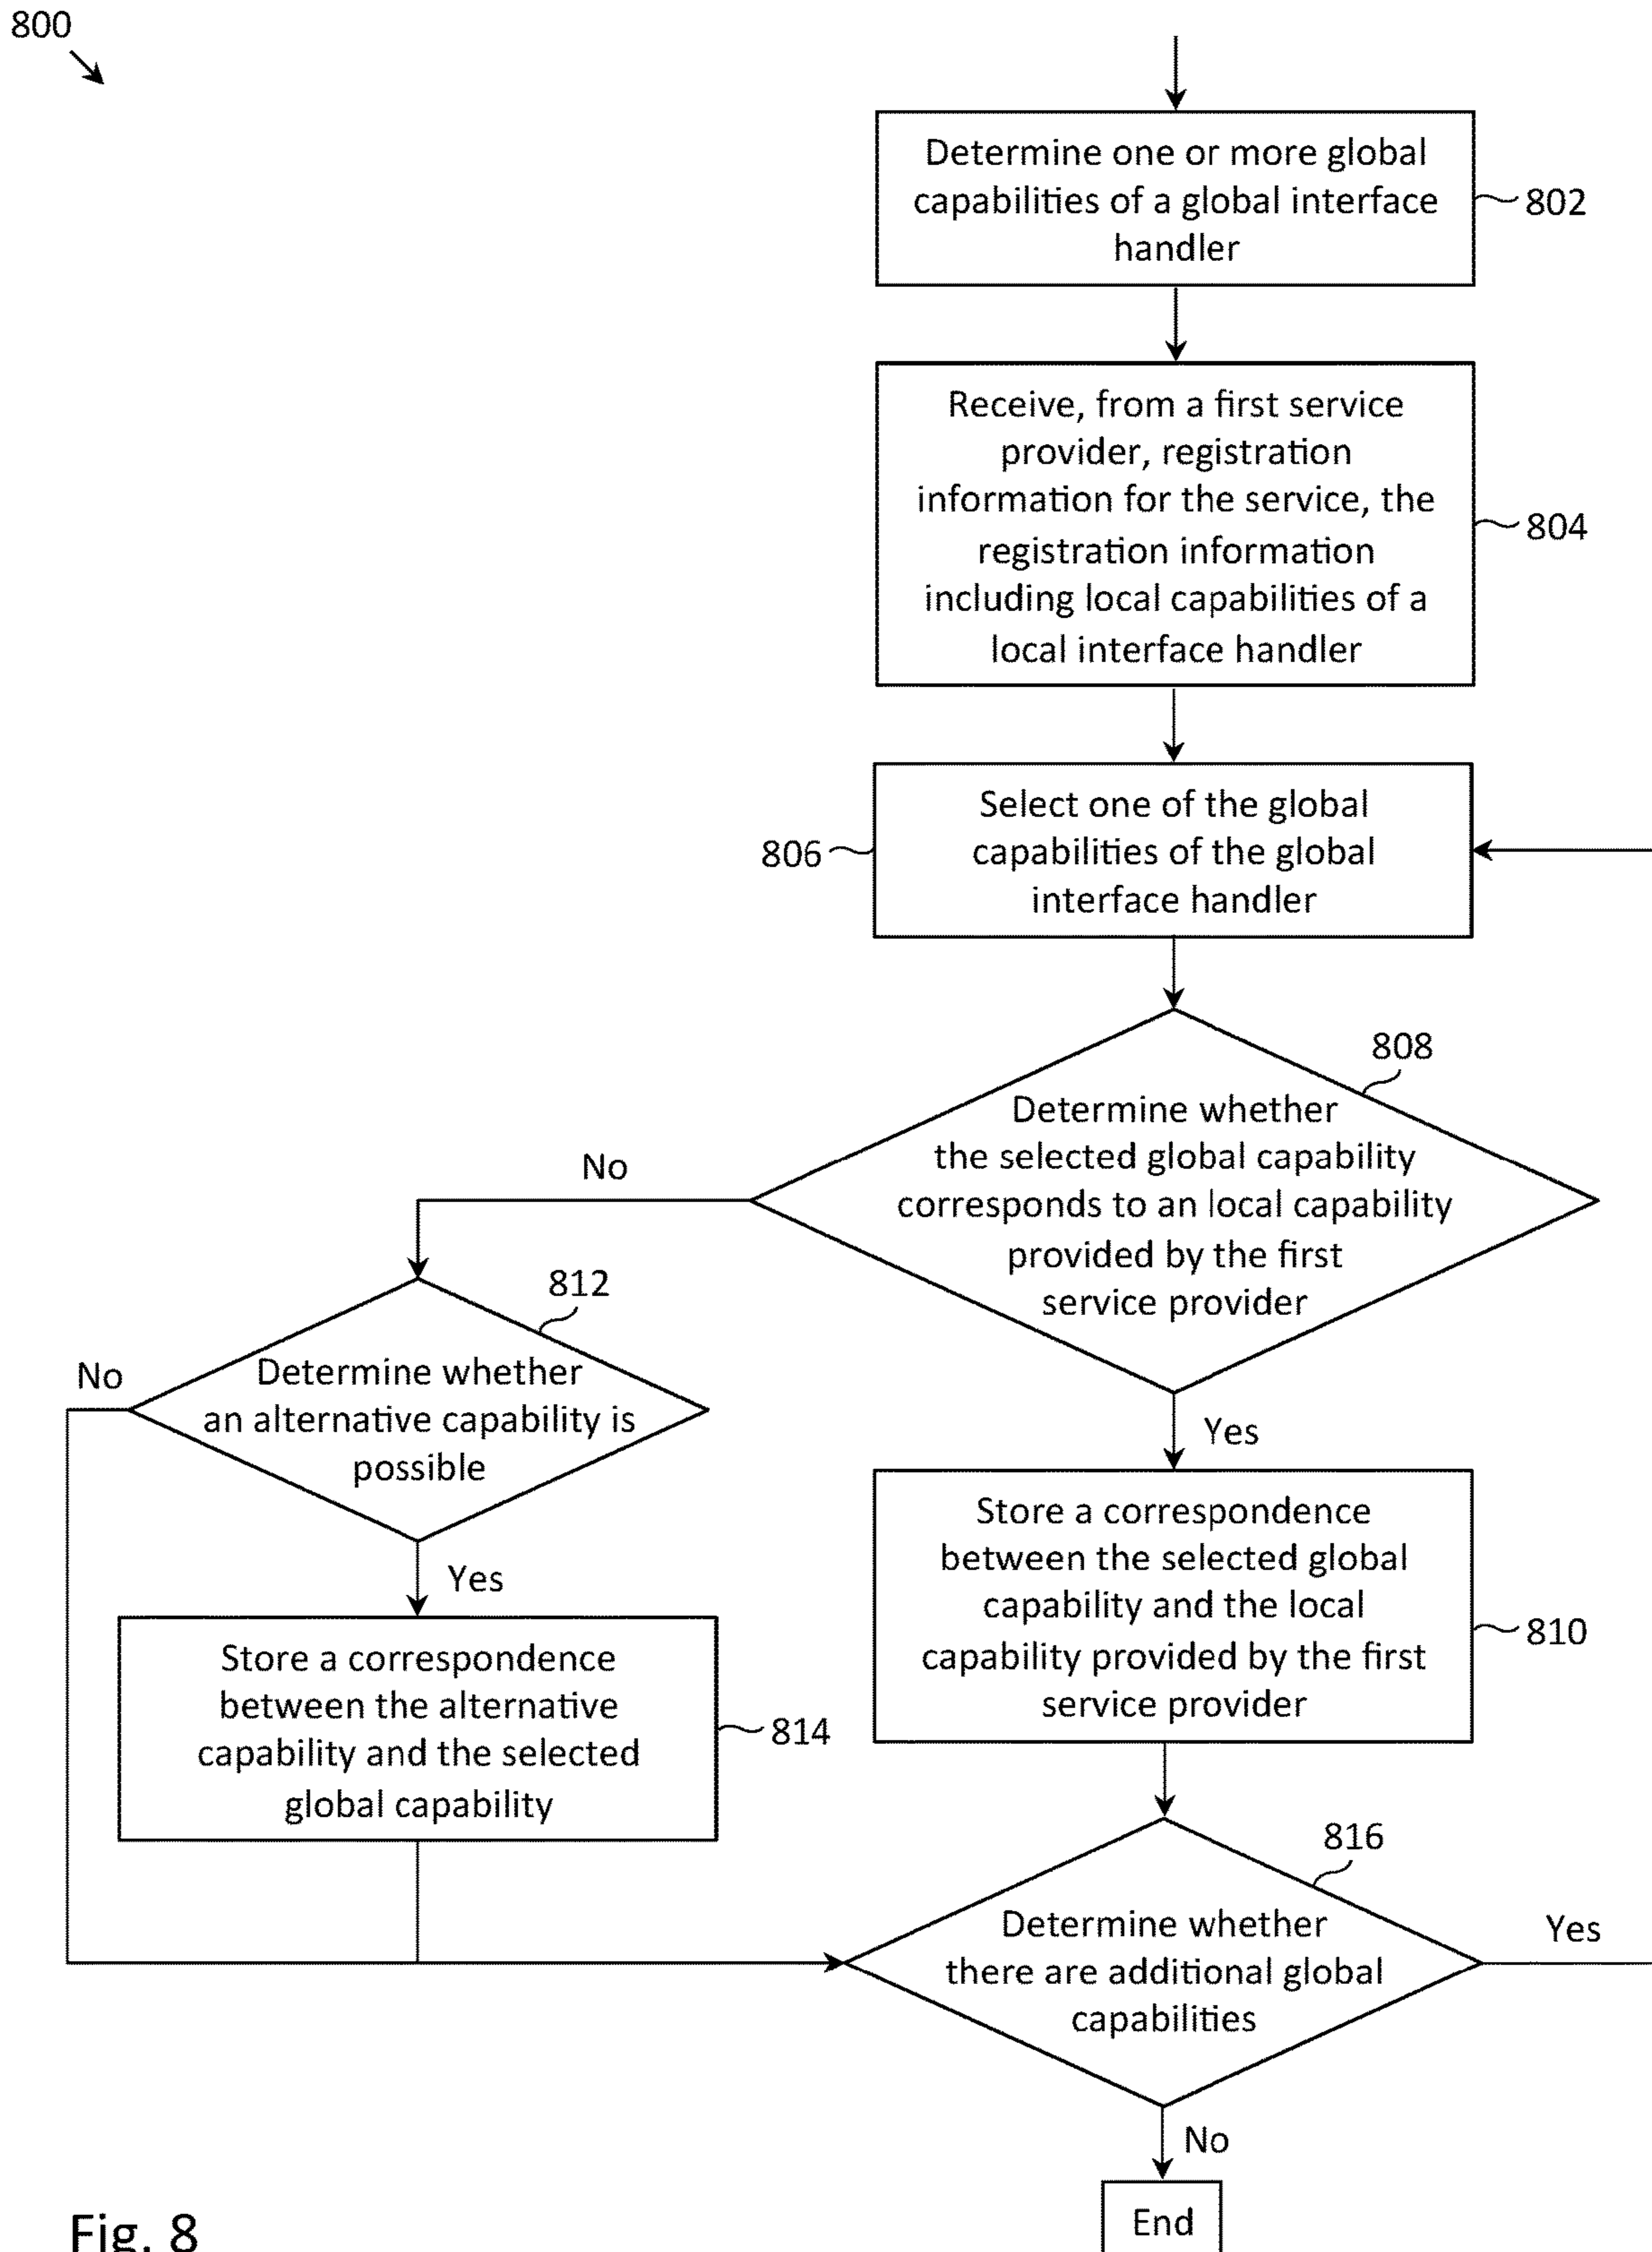 800
Determine one or more global
capabilities of a global interface
handler
802
Receive, from a first service
provider, registration
information for the service, the
registration information
including local capabilities of a
local interface handler
804
Select one of the global
capabilities of the global
interface handler
806
808
Determine whether
the selected global capability
corresponds to an local capability
provided by the first
service provider
No
812
Determine whether
an alternative capability is
possible
No
Yes
Yes
Store a correspondence
between the selected global
capability and the local
capability provided by the first
service provider
810
Store a correspondence
between the alternative
capability and the selected
global capability
814
816
Determine whether
there are additional global
capabilities
Yes
No
End
Fig. 8